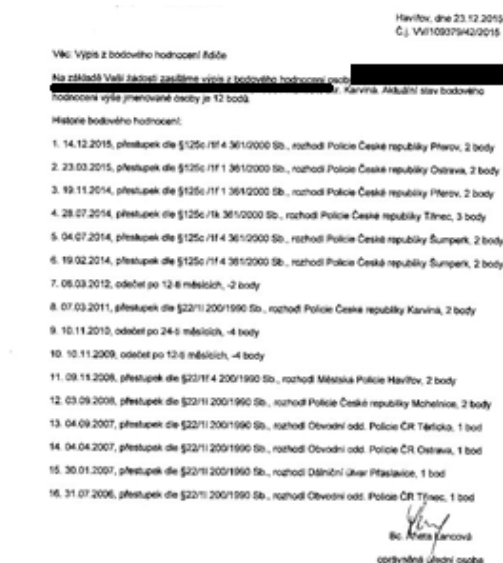 Havířov, dne 23.12.2015
Č.j. VV/109379/42/2015
Věc: Výpis z bodového hodnocení řidiče
Na základě Vaší žádosti zasíláme výpis z bodového hodnocení osoby
Karviná. Aktuální stav bodového
hodnocení výše jmenované osoby je 12 bodů.
Historie bodového hodnocení:
1. 14.12.2015, přestupek dle §125c /1f 4 361/2000 Sb., rozhodl Policie České republiky Přerov, 2 body
2. 23.03.2015, přestupek dle §125c /1f 1 361/2000 Sb., rozhodl Policie České republiky Ostrava, 2 body
3. 19.11.2014, přestupek dle §125c /1f 1 361/2000 Sb., rozhodl Policie České republiky Přerov, 2 body
4. 28.07.2014, přestupek dle §125c /1k 361/2000 Sb., rozhodl Policie České republiky Třinec, 3 body
5. 04.07.2014, přestupek dle §125c /1f 4 361/2000 Sb., rozhodl Policie České republiky Šumperk, 2 body
6. 19.02.2014, přestupek dle §125c /1f 4 361/2000 Sb., rozhodl Policie České republiky Šumperk, 2 body
7. 08.03.2012, odečet po 12-ti měsících, -2 body
8. 07.03.2011, přestupek dle §22/1l 200/1990 Sb., rozhodl Policie České republiky Karviná, 2 body
9. 10.11.2010, odečet po 24-ti měsících, -4 body
10. 10.11.2009, odečet po 12-ti měsících, -4 body
11. 09.11.2008, přestupek dle §22/1f 4 200/1990 Sb., rozhodl Městská Policie Havířov, 2 body
12. 03.09.2008, přestupek dle §22/1l 200/1990 Sb., rozhodl Policie České republiky Mohelnice, 2 body
13. 04.09.2007, přestupek dle §22/1l 200/1990 Sb., rozhodl Obvodní odd. Policie ČR Těrlicko, 1 bod
14. 04.04.2007, přestupek dle §22/1l 200/1990 Sb., rozhodl Obvodní odd. Policie ČR Ostrava, 1 bod
15. 30.01.2007, přestupek dle §22/1l 200/1990 Sb., rozhodl Dálniční útvar Přáslavice, 1 bod
16. 31.07.2006, přestupek dle §22/1l 200/1990 Sb., rozhodl Obvodní odd. Policie ČR Třinec, 1 bod
Bc. Aneta Lancová
oprávněná úřední osoba